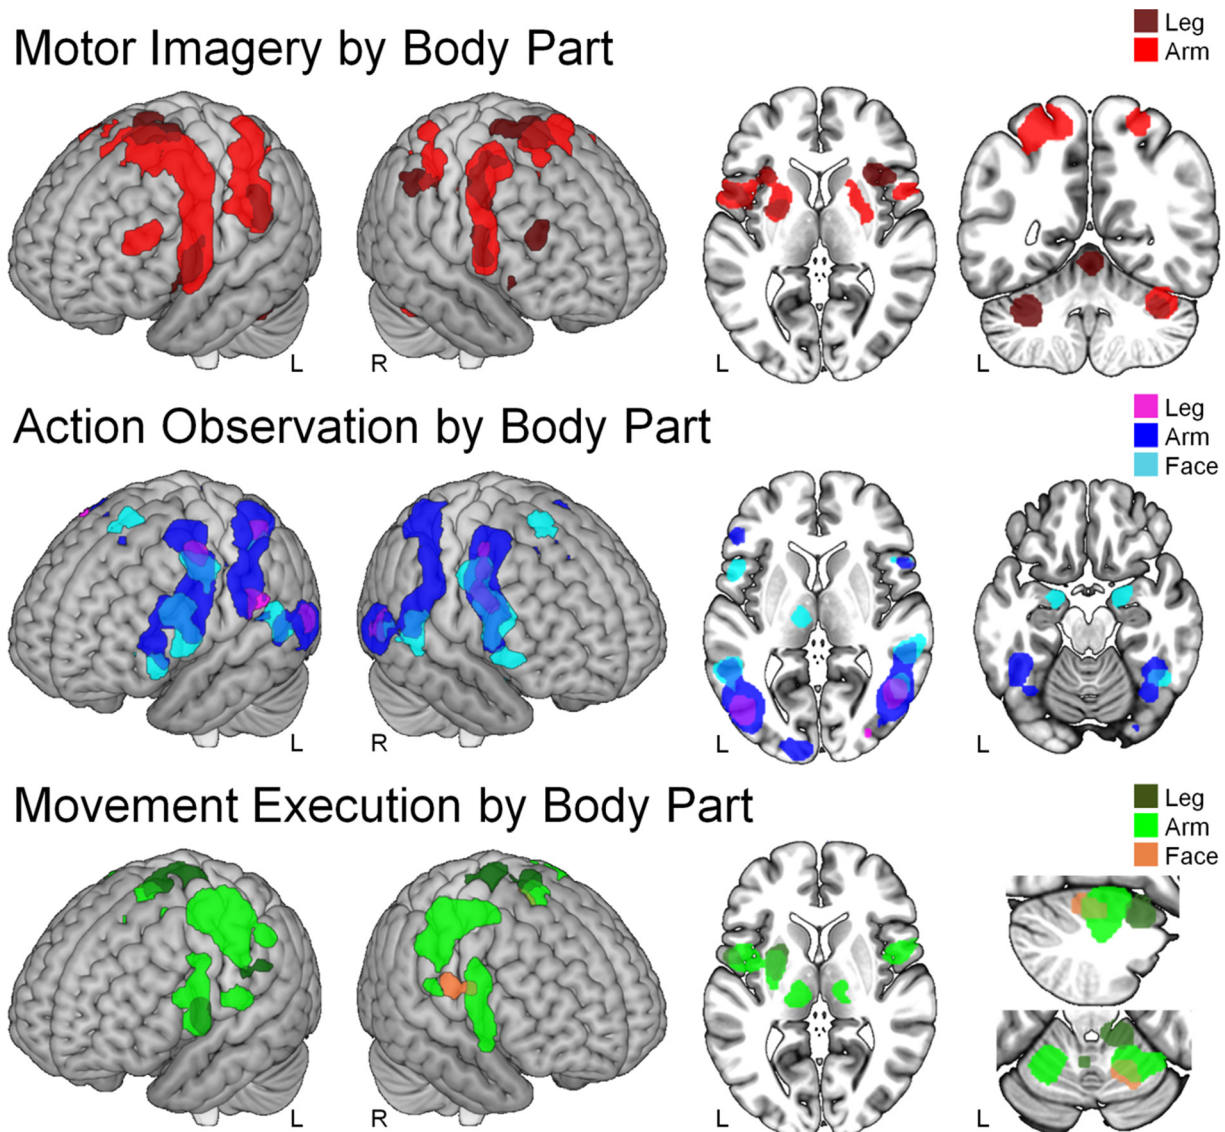 Motor Imagery by Body Part
Leg
Arm
L
R
L
L
Action Observation by Body Part
Leg
Arm
Face
L
R
L
L
Movement Execution by Body Part
Leg
Arm
Face
L
R
L
L